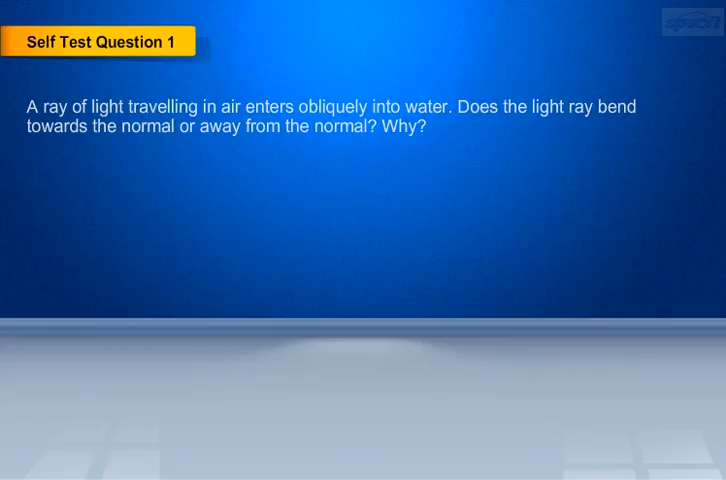 Self Test Question 1
A ray of light travelling in air enters obliquely into water. Does the light ray bend
towards the normal or away from the normal? Why?